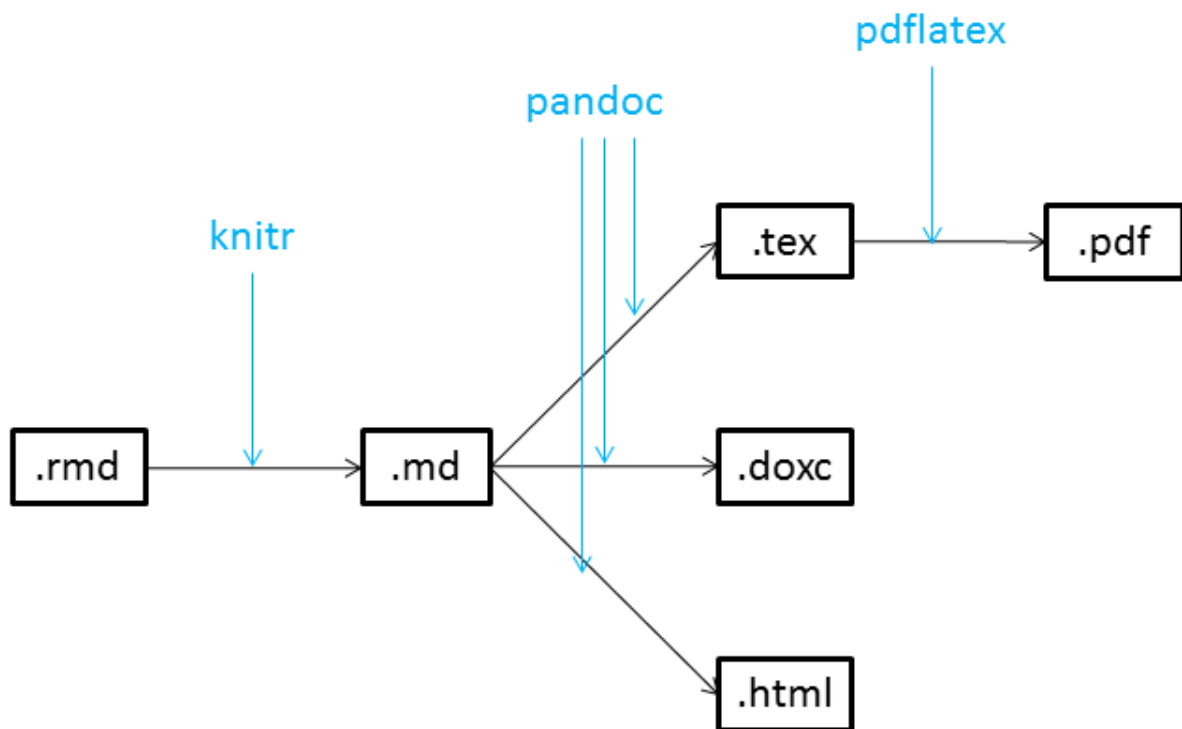 pdflatex
pandoc
knitr
.tex
.pdf
.rmd
.md
.doxc
.html